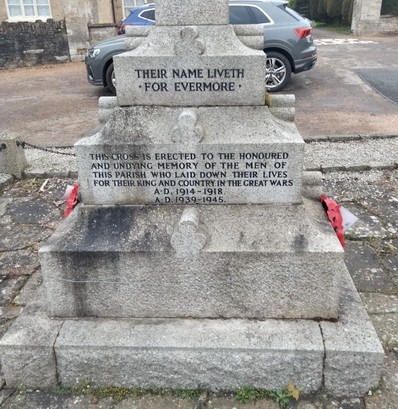 THEIR NAME LIVETH
· FOR EVERMORE ·
THIS CROSS IS ERECTED TO THE HONOURED
AND UNDYING MEMORY OF THE MEN OF
THIS PARISH WHO LAID DOWN THEIR LIVES
FOR THEIR KING AND COUNTRY IN THE GREAT WARS
A·D. 1914-1918.
A·D. 1939-1945.